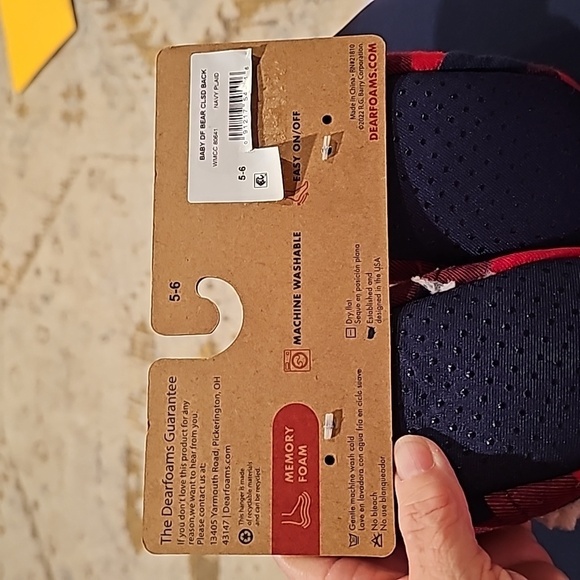 The Dearfoams Guarantee
If you don't love this product for any
reason, we want to hear from you.
Please contact us at:
13405 Yarmouth Road, Pickerington, OH
43147 | Dearfoams.com
This hanger is made
of recyclable materials
and can be recycled.
5-6
BABY DF BEAR CLSD BACK
WMCC 80641
NAVY PLAID
5-6
MEMORY
FOAM
MACHINE WASHABLE
EASY ON/OFF
Gentle machine wash cold
Lave en lavadora con agua fria en ciclo suave
No bleach
No use blanqueador
Dry flat
Seque en posición plana
Established and
designed in the USA
Made in China • RN#21810
©2022 R.G. Barry Corporation
DEARFOAMS.COM